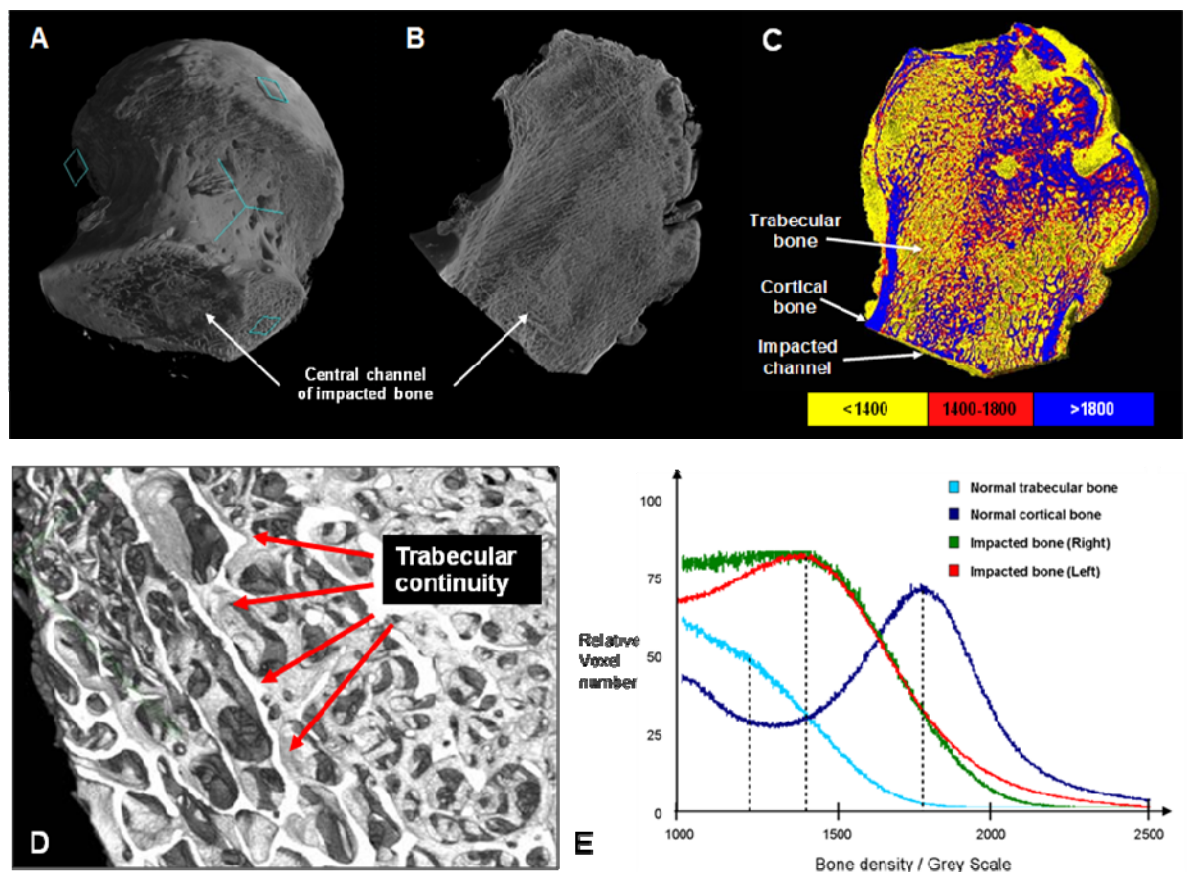 A
B
C
Trabecular
bone
Cortical
bone
Impacted
channel
Central channel
of impacted bone
<1400 1400-1800 >1800
Trabecular
continuity
D
E
100
75
50
25
0
Relative
Voxel
number
Normal trabecular bone
Normal cortical bone
Impacted bone (Right)
Impacted bone (Left)
1000 1500 2000 2500
Bone density / Grey Scale